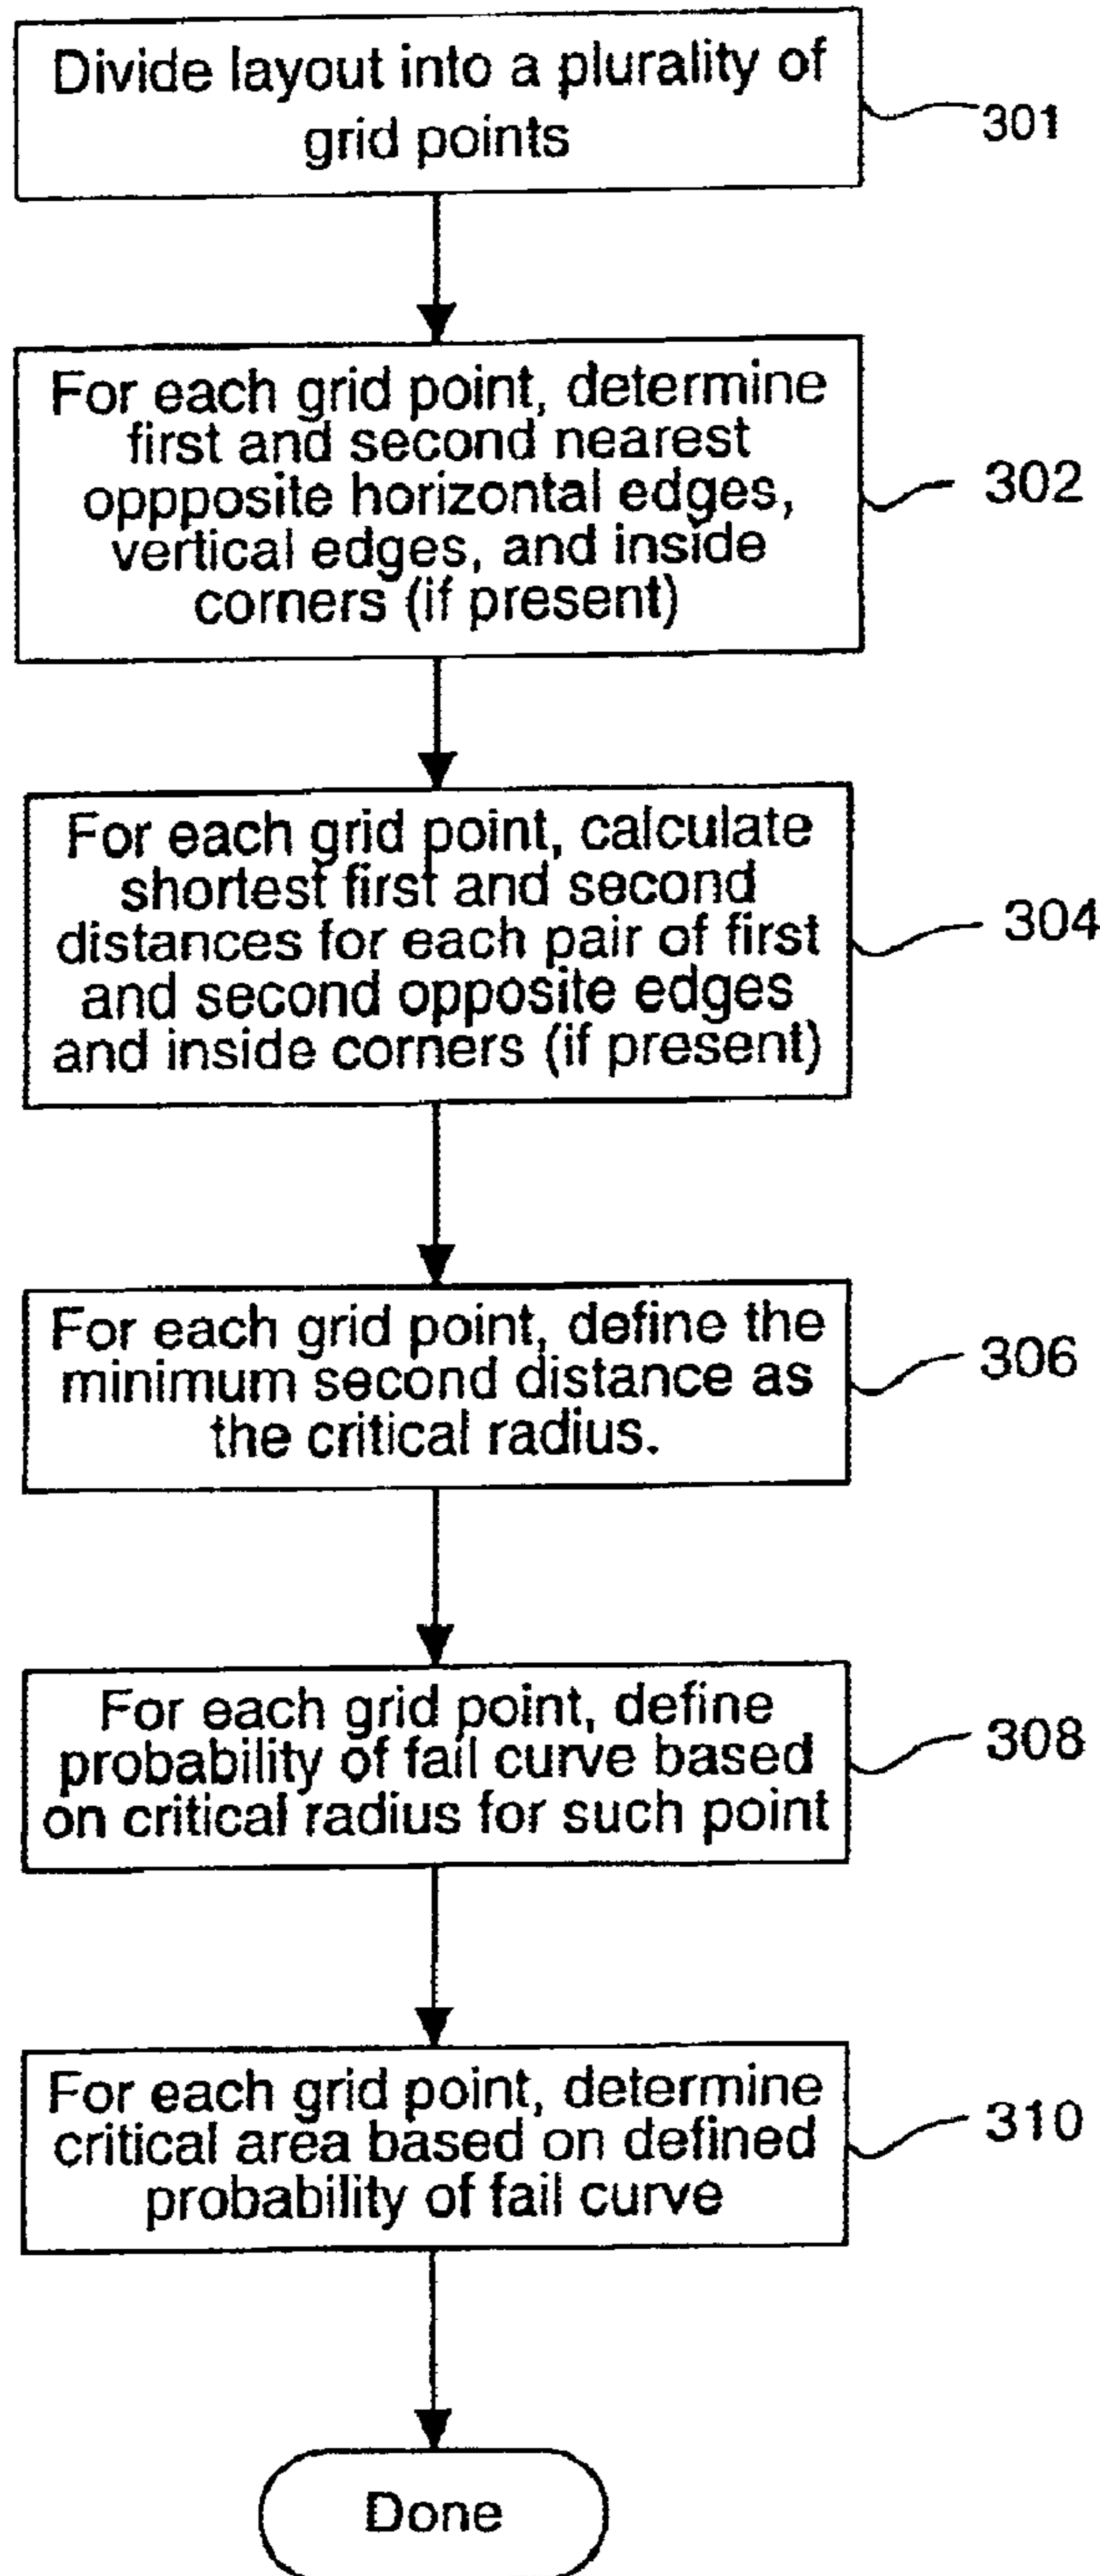 Divide layout into a plurality of
grid points
301
For each grid point, determine
first and second nearest
oppposite horizontal edges,
vertical edges, and inside
corners (if present)
302
For each grid point, calculate
shortest first and second
distances for each pair of first
and second opposite edges
and inside corners (if present)
304
For each grid point, define the
minimum second distance as
the critical radius.
306
For each grid point, define
probability of fail curve based
on critical radius for such point
308
For each grid point, determine
critical area based on defined
probability of fail curve
310
Done